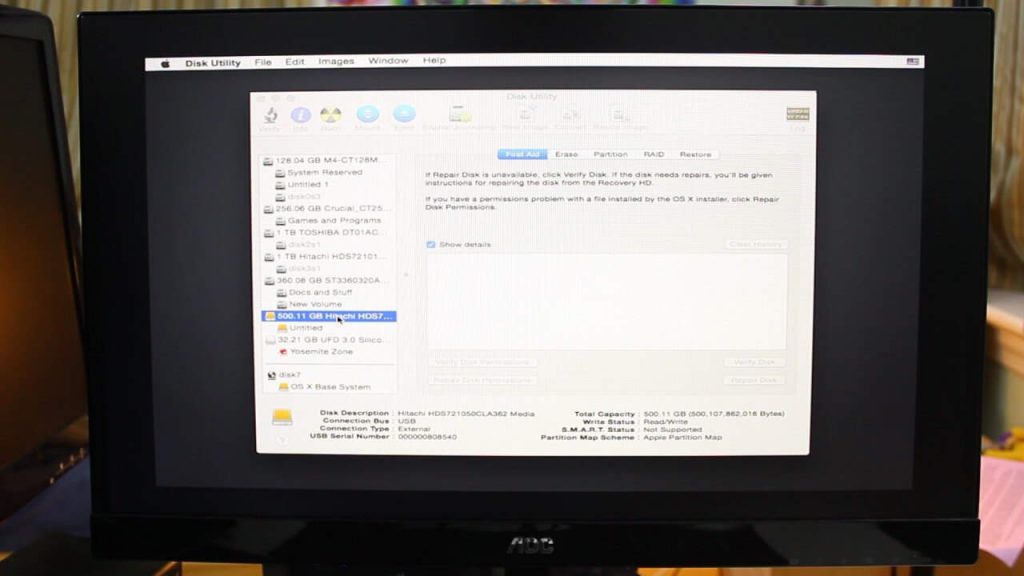 Disk Utility File Edit Images Window Help
Disk Utility
Verify Info Burn Mount Eject Enable Journaling New Image Convert Resize Image Log
First Aid Erase Partition RAID Restore
128.04 GB M4-CT128M...
System Reserved
Untitled 1
disk0s3
256.06 GB Crucial_CT25...
Games and Programs
1 TB TOSHIBA DT01AC...
disk2s1
1 TB Hitachi HDS72101...
disk3s1
360.08 GB ST3360320A...
Docs and Stuff
New Volume
500.11 GB Hitachi HDS7...
Untitled
32.21 GB UFD 3.0 Silico...
Yosemite Zone
disk7
OS X Base System
If Repair Disk is unavailable, click Verify Disk. If the disk needs repairs, you'll be given
instructions for repairing the disk from the Recovery HD.
If you have a permissions problem with a file installed by the OS X installer, click Repair
Disk Permissions.
Show details Clear History
Verify Disk Permissions Verify Disk
Repair Disk Permissions Repair Disk
Disk Description : Hitachi HDS721050CLA362 Media
Connection Bus : USB
Connection Type : External
USB Serial Number : 000000808540
Total Capacity : 500.11 GB (500,107,862,016 Bytes)
Write Status : Read/Write
S.M.A.R.T. Status : Not Supported
Partition Map Scheme : Apple Partition Map
AOC